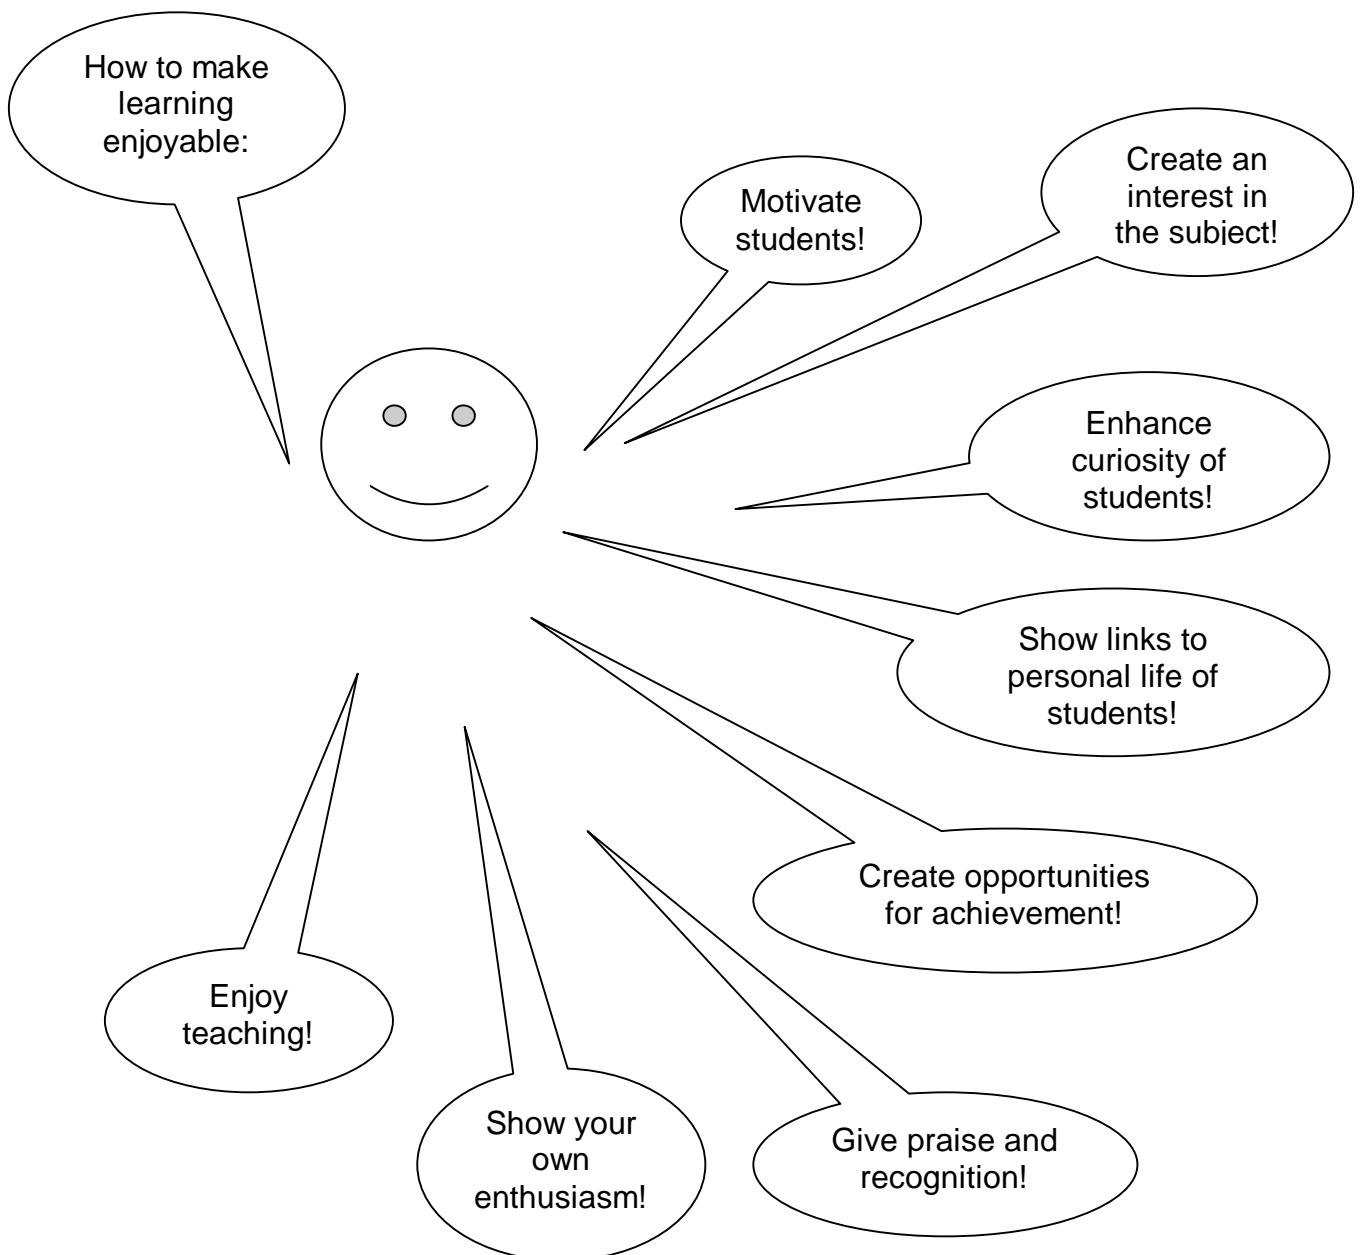 How to make
learning
enjoyable:
Motivate
students!
Create an
interest in
the subject!
Enhance
curiosity of
students!
Show links to
personal life of
students!
Create opportunities
for achievement!
Give praise and
recognition!
Show your
own
enthusiasm!
Enjoy
teaching!